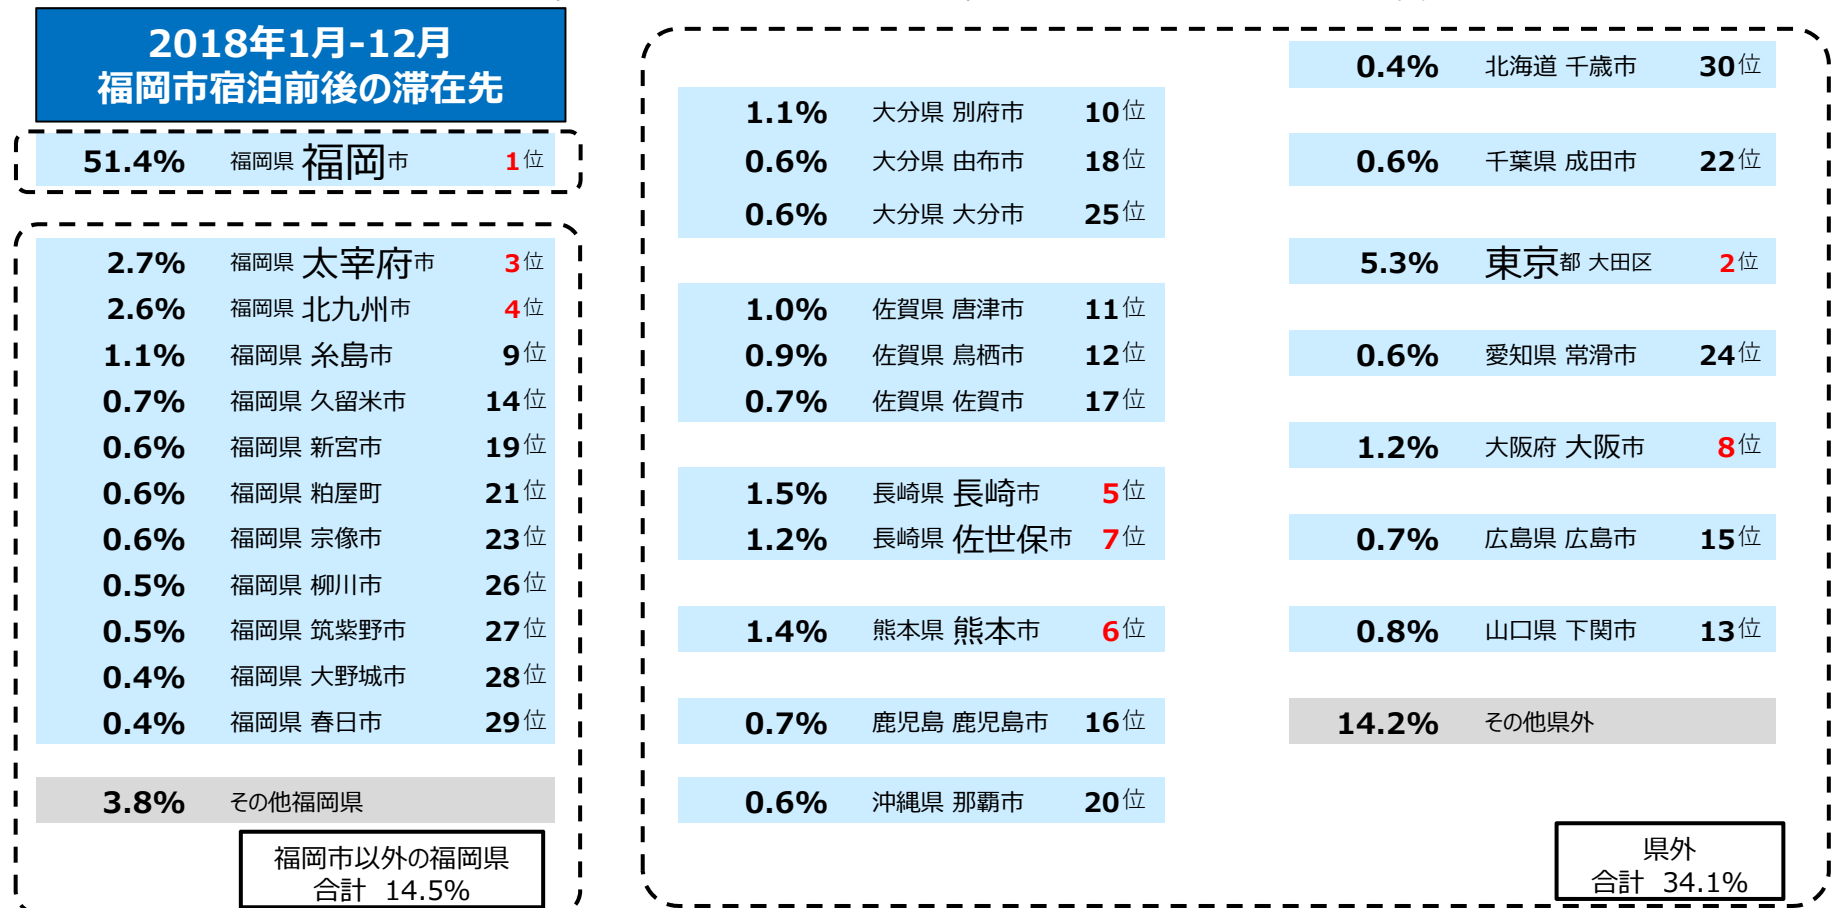 2018年1月-12月
福岡市宿泊前後の滞在先
51.4% 福岡県 福岡市 1位
2.7% 福岡県 太宰府市 3位
2.6% 福岡県 北九州市 4位
1.1% 福岡県 糸島市 9位
0.7% 福岡県 久留米市 14位
0.6% 福岡県 新宮市 19位
0.6% 福岡県 粕屋町 21位
0.6% 福岡県 宗像市 23位
0.5% 福岡県 柳川市 26位
0.5% 福岡県 筑紫野市 27位
0.4% 福岡県 大野城市 28位
0.4% 福岡県 春日市 29位
3.8% その他福岡県
福岡市以外の福岡県
合計 14.5%
1.1% 大分県 別府市 10位
0.6% 大分県 由布市 18位
0.6% 大分県 大分市 25位
1.0% 佐賀県 唐津市 11位
0.9% 佐賀県 鳥栖市 12位
0.7% 佐賀県 佐賀市 17位
1.5% 長崎県 長崎市 5位
1.2% 長崎県 佐世保市 7位
1.4% 熊本県 熊本市 6位
0.7% 鹿児島 鹿児島市 16位
0.6% 沖縄県 那覇市 20位
0.4% 北海道 千歳市 30位
0.6% 千葉県 成田市 22位
5.3% 東京都 大田区 2位
0.6% 愛知県 常滑市 24位
1.2% 大阪府 大阪市 8位
0.7% 広島県 広島市 15位
0.8% 山口県 下関市 13位
14.2% その他県外
県外
合計 34.1%